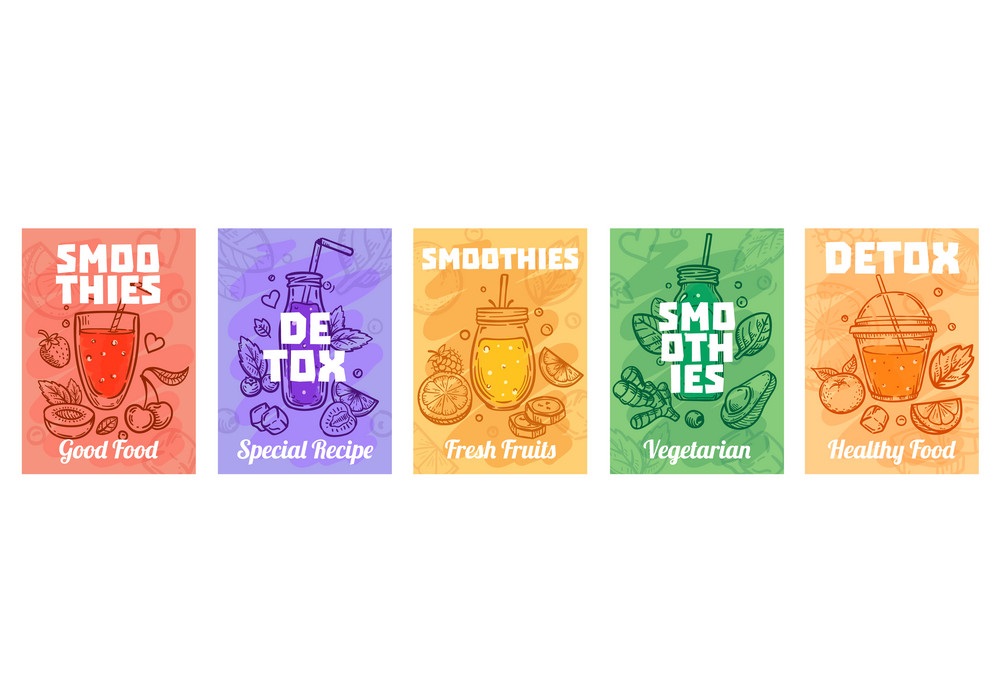 SMOO
THIES
Good Food
DE
TOX
Special Recipe
SMOOTHIES
Fresh Fruits
SMO
OTH
IES
Vegetarian
DETOX
Healthy Food